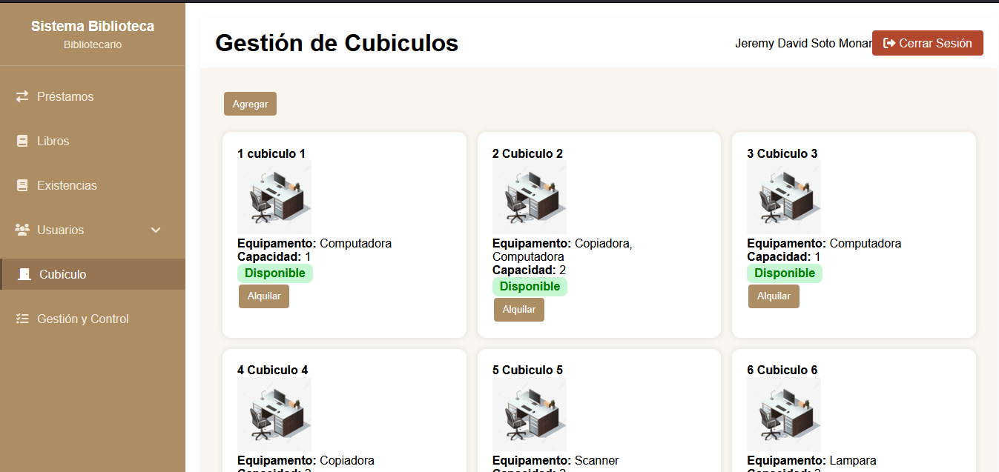 Sistema Biblioteca
Bibliotecario
Préstamos
Libros
Existencias
Usuarios
Cubículo
Gestión y Control
Gestión de Cubiculos
Jeremy David Soto Monar
Cerrar Sesión
Agregar
1 cubiculo 1
Equipamento: Computadora
Capacidad: 1
Disponible
Alquilar
2 Cubiculo 2
Equipamento: Copiadora,
Computadora
Capacidad: 2
Disponible
Alquilar
3 Cubiculo 3
Equipamento: Computadora
Capacidad: 1
Disponible
Alquilar
4 Cubiculo 4
Equipamento: Copiadora
Capacidad:
5 Cubiculo 5
Equipamento: Scanner
Capacidad:
6 Cubiculo 6
Equipamento: Lampara
Capacidad: